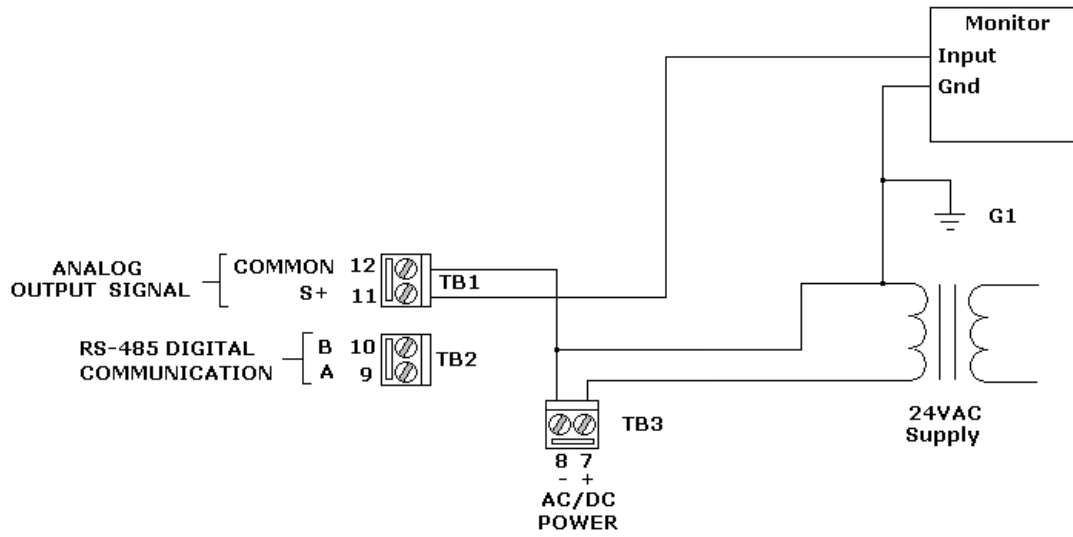 Monitor
Input
Gnd
G1
ANALOG
OUTPUT SIGNAL
COMMON 12
S+ 11
TB1
RS-485 DIGITAL
COMMUNICATION
B 10
A 9
TB2
TB3
8 7
- +
AC/DC
POWER
24VAC
Supply